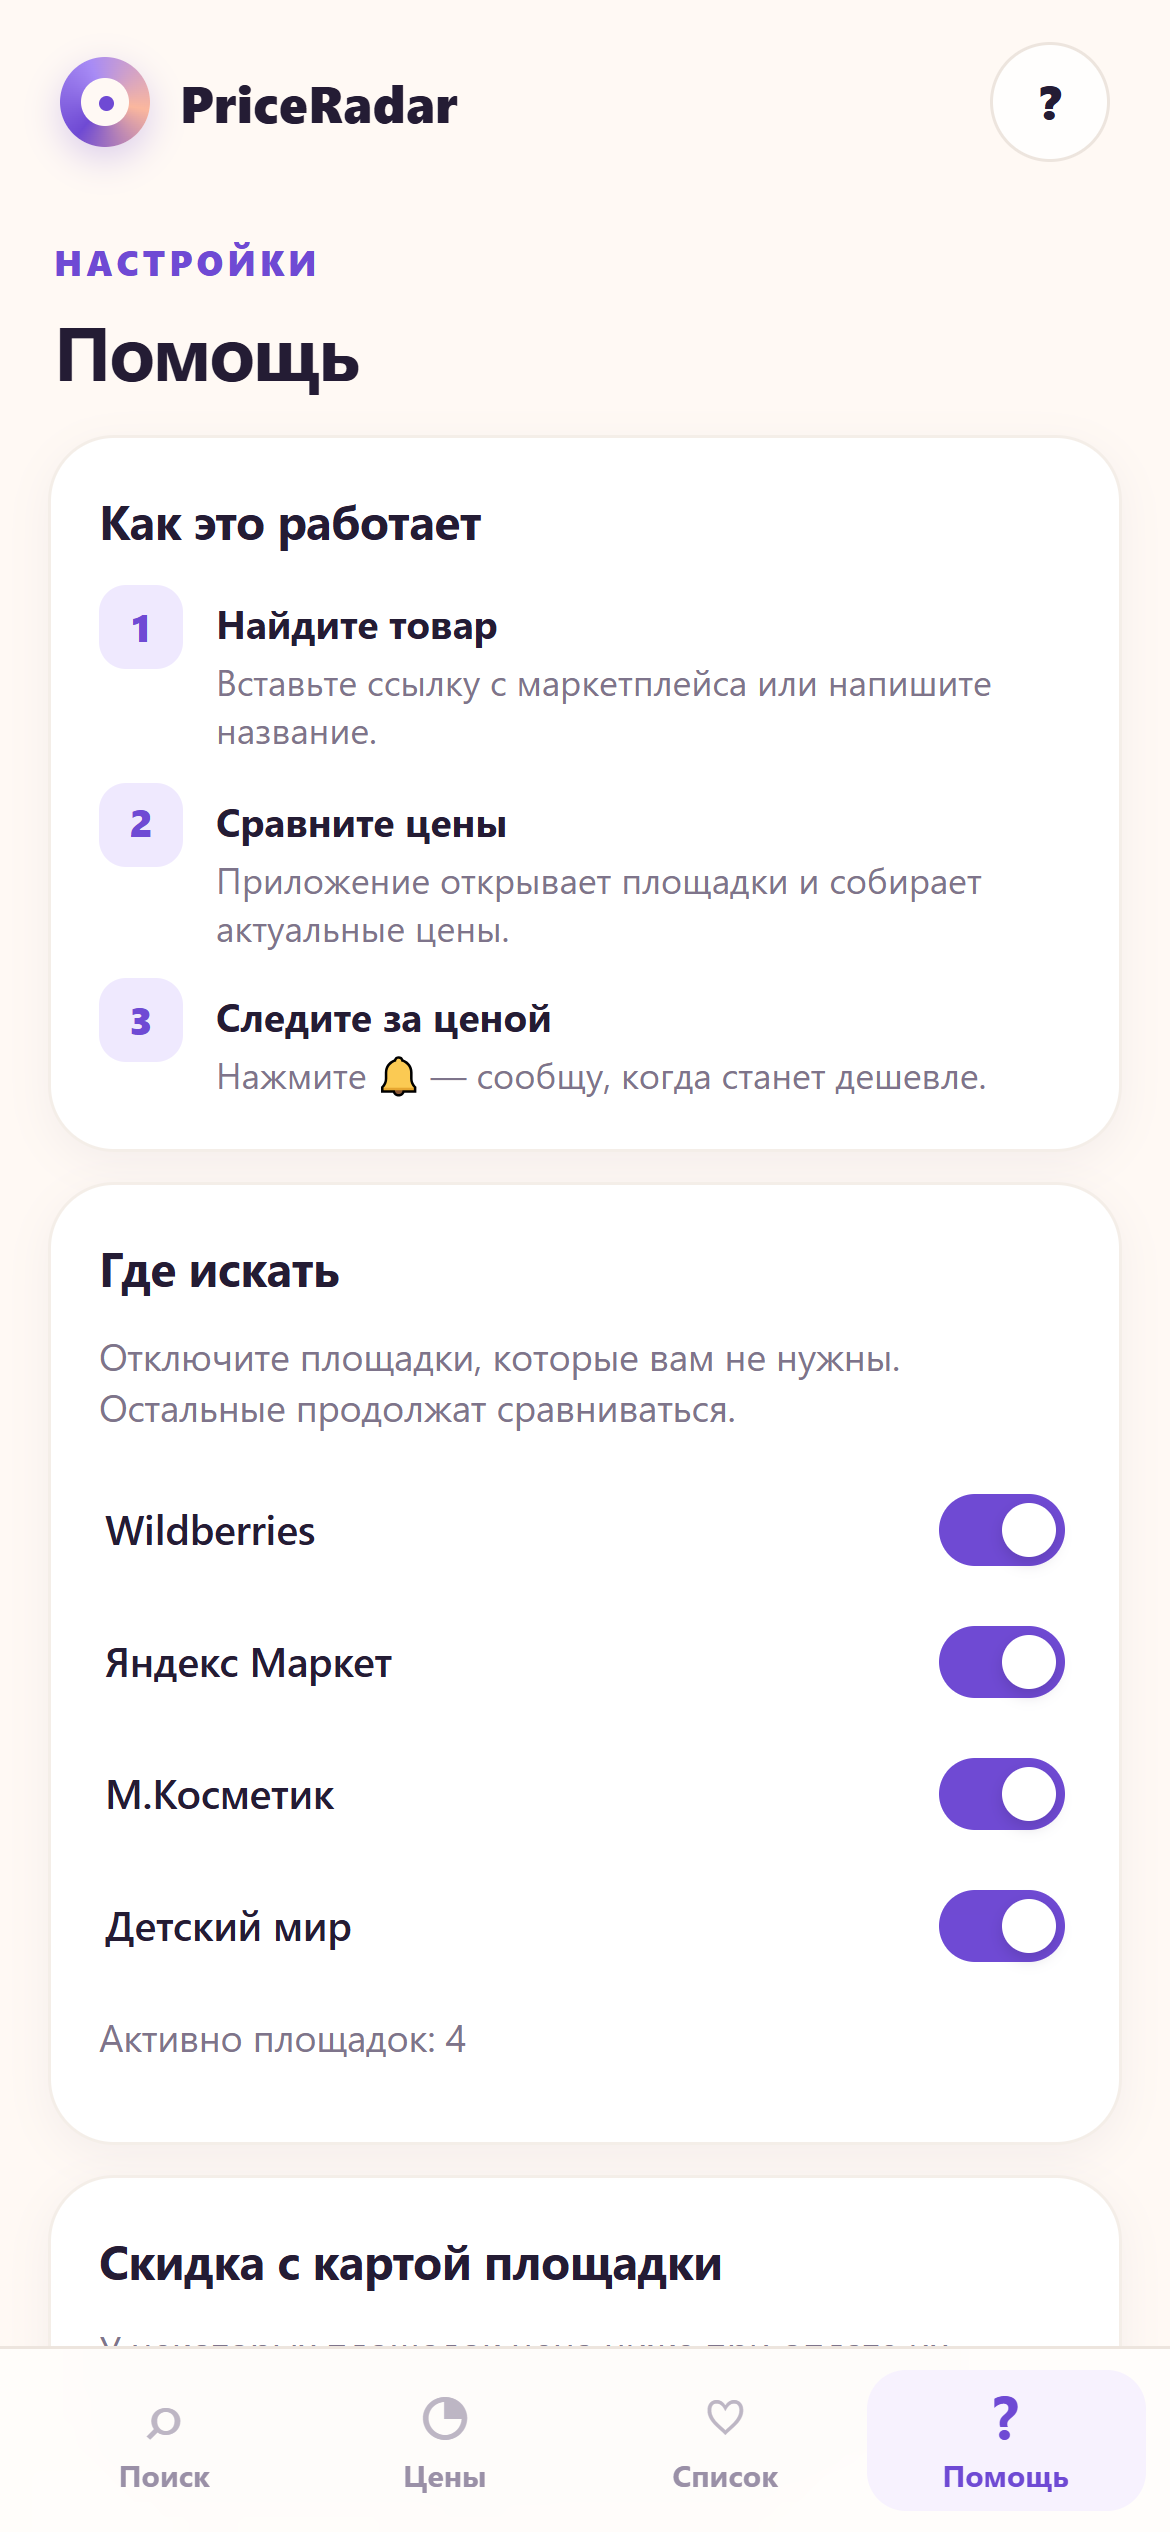 PriceRadar
?
НАСТРОЙКИ
Помощь
Как это работает
1
Найдите товар
Вставьте ссылку с маркетплейса или напишите
название.
2
Сравните цены
Приложение открывает площадки и собирает
актуальные цены.
3
Следите за ценой
Нажмите 🔔 — сообщу, когда станет дешевле.
Где искать
Отключите площадки, которые вам не нужны.
Остальные продолжат сравниваться.
Wildberries
Яндекс Маркет
М.Косметик
Детский мир
Активно площадок: 4
Скидка с картой площадки
Поиск
Цены
Список
?
Помощь